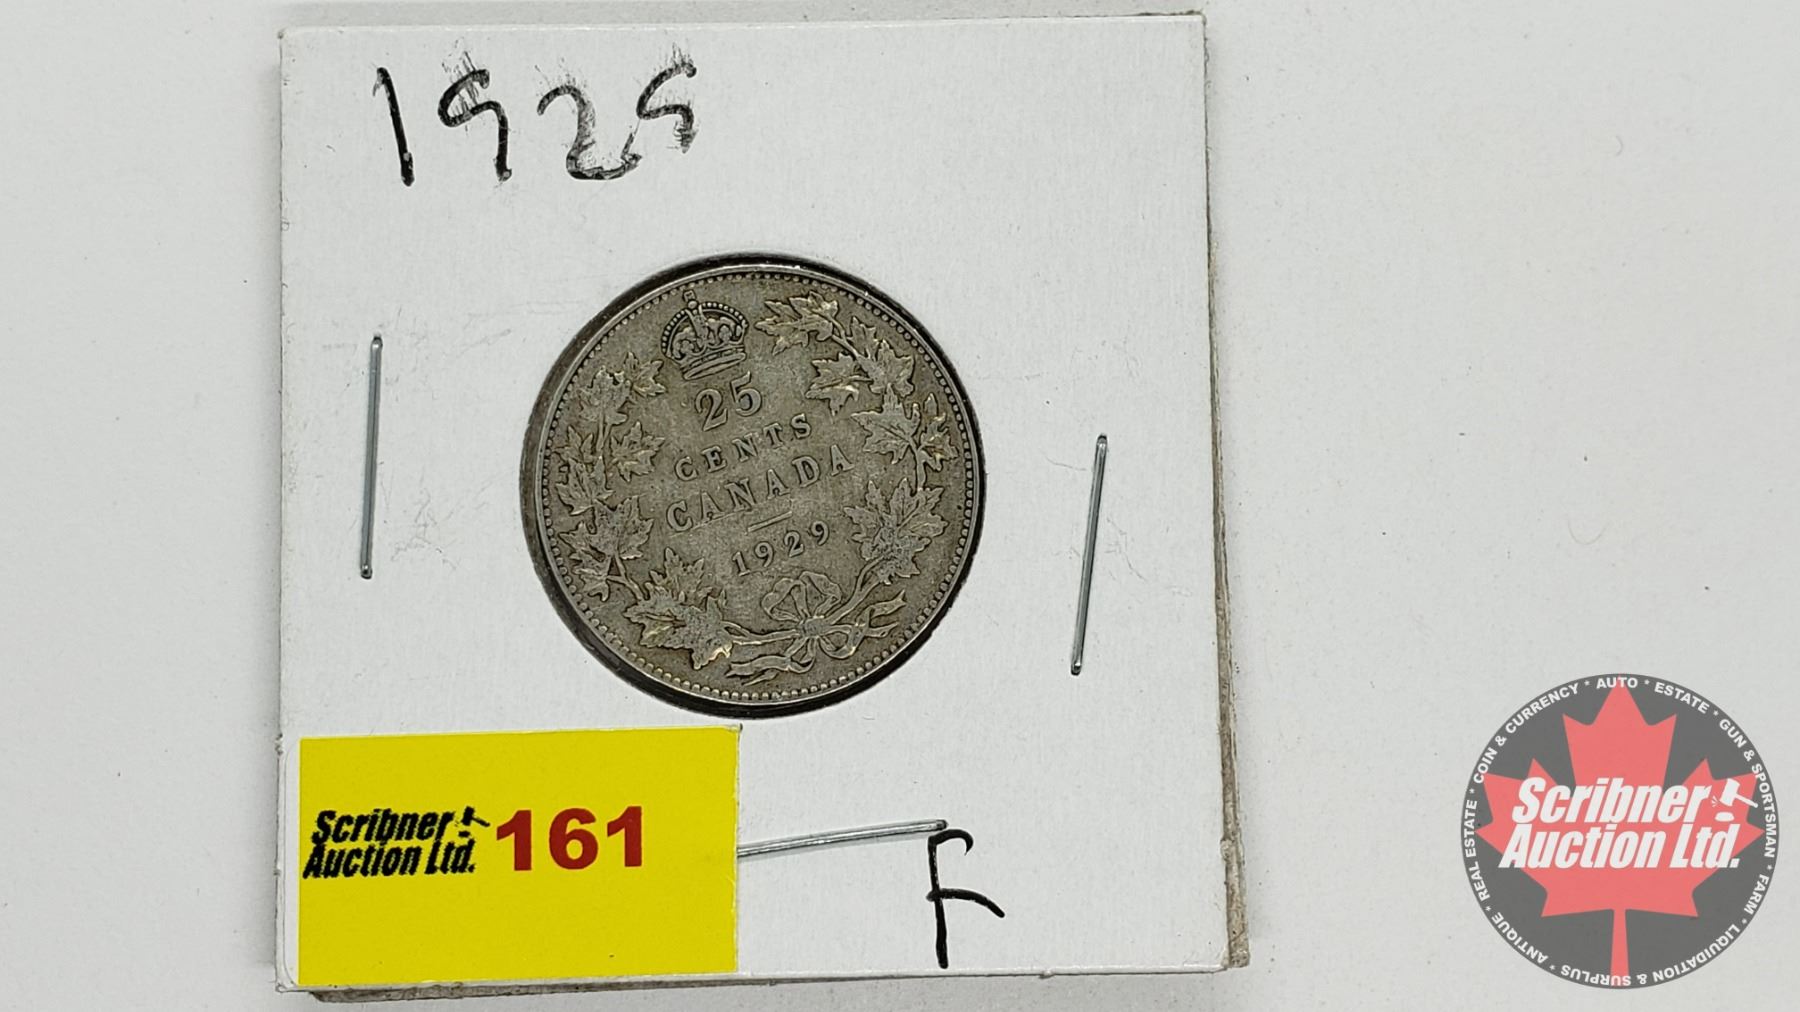 1929
25
CENTS
CANADA
1929
Scribner
Auction Ltd.
161
F
COIN & CURRENCY * AUTO * ESTATE * GUN & SPORTSMAN * FARM * LIQUIDATION & SURPLUS * ANTIQUE * REAL ESTATE *
Scribner
Auction Ltd.